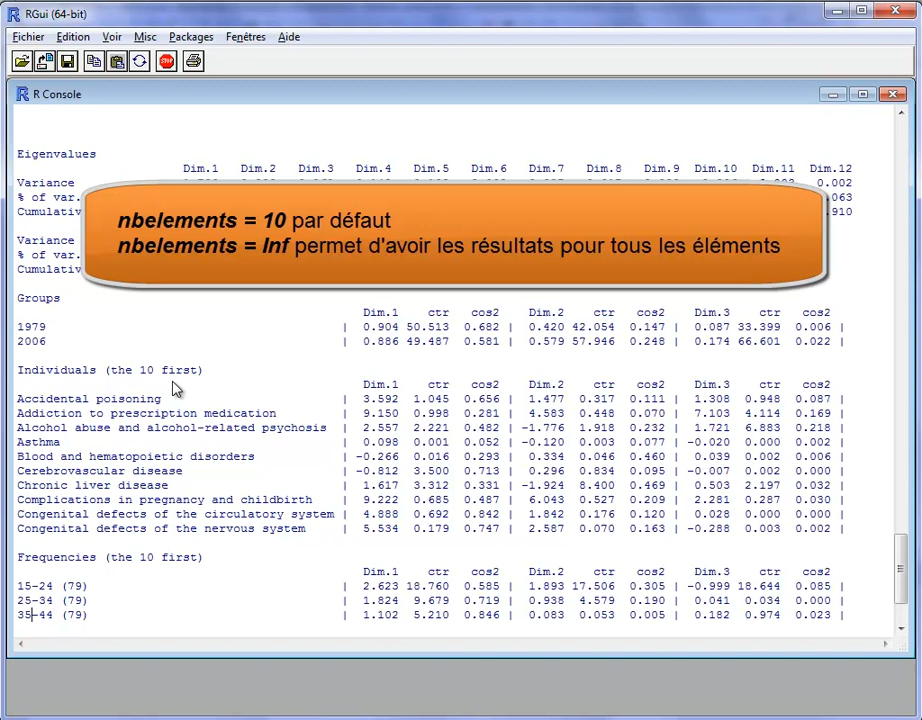 RGui (64-bit)
Fichier Edition Voir Misc Packages Fenêtres Aide
STOP
R Console
Eigenvalues
Dim.1 Dim.2 Dim.3 Dim.4 Dim.5 Dim.6 Dim.7 Dim.8 Dim.9 Dim.10 Dim.11 Dim.12
Variance 0.002
% of var. .063
Cumulativ .910
nbelements = 10 par défaut
nbelements = Inf permet d'avoir les résultats pour tous les éléments
Variance
% of va
Cumulati
Groups
Dim.1 ctr cos2 Dim.2 ctr cos2 Dim.3 ctr cos2
1979 | 0.904 50.513 0.682 | 0.420 42.054 0.147 | 0.087 33.399 0.006 |
2006 | 0.886 49.487 0.581 | 0.579 57.946 0.248 | 0.174 66.601 0.022 |
Individuals (the 10 first)
Dim.1 ctr cos2 Dim.2 ctr cos2 Dim.3 ctr cos2
Accidental poisoning | 3.592 1.045 0.656 | 1.477 0.317 0.111 | 1.308 0.948 0.087 |
Addiction to prescription medication | 9.150 0.998 0.281 | 4.583 0.448 0.070 | 7.103 4.114 0.169 |
Alcohol abuse and alcohol-related psychosis | 2.557 2.221 0.482 | -1.776 1.918 0.232 | 1.721 6.883 0.218 |
Asthma | 0.098 0.001 0.052 | -0.120 0.003 0.077 | -0.020 0.000 0.002 |
Blood and hematopoietic disorders | -0.266 0.016 0.293 | 0.334 0.046 0.460 | 0.039 0.002 0.006 |
Cerebrovascular disease | -0.812 3.500 0.713 | 0.296 0.834 0.095 | -0.007 0.002 0.000 |
Chronic liver disease | 1.617 3.312 0.331 | -1.924 8.400 0.469 | 0.503 2.197 0.032 |
Complications in pregnancy and childbirth | 9.222 0.685 0.487 | 6.043 0.527 0.209 | 2.281 0.287 0.030 |
Congenital defects of the circulatory system | 4.888 0.692 0.842 | 1.842 0.176 0.120 | 0.028 0.000 0.000 |
Congenital defects of the nervous system | 5.534 0.179 0.747 | 2.587 0.070 0.163 | -0.288 0.003 0.002 |
Frequencies (the 10 first)
Dim.1 ctr cos2 Dim.2 ctr cos2 Dim.3 ctr cos2
15-24 (79) | 2.623 18.760 0.585 | 1.893 17.506 0.305 | -0.999 18.644 0.085 |
25-34 (79) | 1.824 9.679 0.719 | 0.938 4.579 0.190 | 0.041 0.034 0.000 |
35-44 (79) | 1.102 5.210 0.846 | 0.083 0.053 0.005 | 0.182 0.974 0.023 |